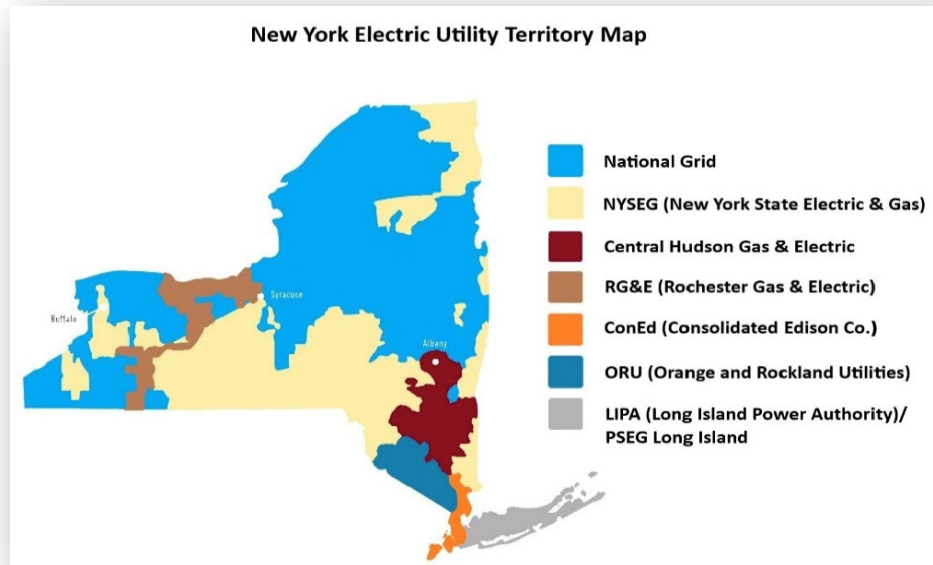 New York Electric Utility Territory Map
National Grid
NYSEG (New York State Electric & Gas)
Central Hudson Gas & Electric
RG&E (Rochester Gas & Electric)
ConEd (Consolidated Edison Co.)
ORU (Orange and Rockland Utilities)
LIPA (Long Island Power Authority)/
PSEG Long Island
Buffalo
Syracuse
Albany